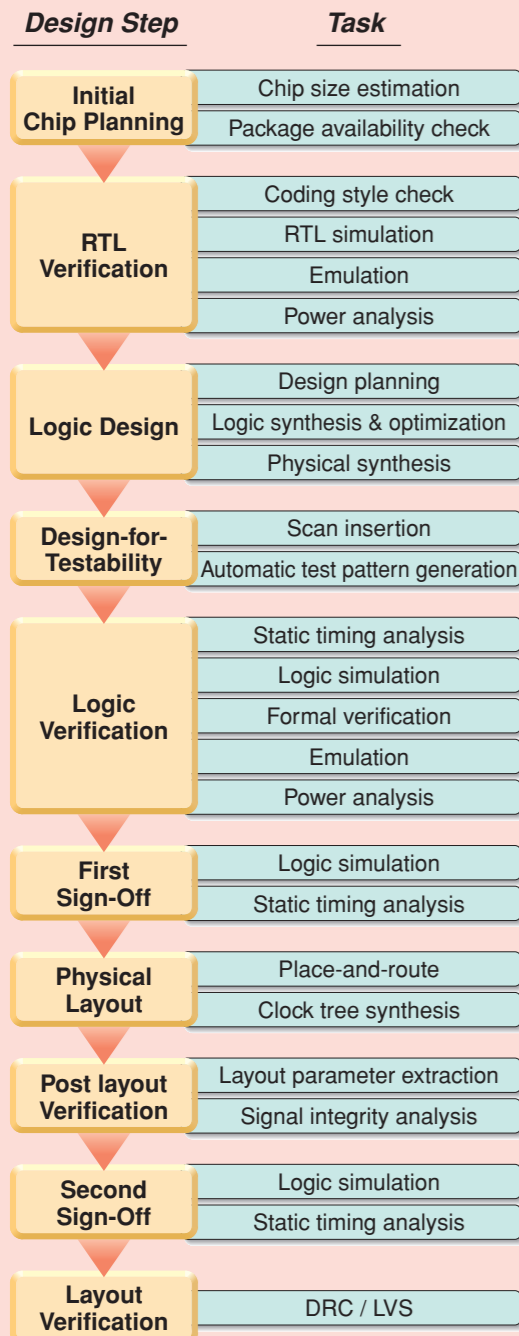 Design Step
Task
Initial
Chip Planning
Chip size estimation
Package availability check
RTL
Verification
Coding style check
RTL simulation
Emulation
Power analysis
Logic Design
Design planning
Logic synthesis & optimization
Physical synthesis
Design-for-
Testability
Scan insertion
Automatic test pattern generation
Logic
Verification
Static timing analysis
Logic simulation
Formal verification
Emulation
Power analysis
First
Sign-Off
Logic simulation
Static timing analysis
Physical
Layout
Place-and-route
Clock tree synthesis
Post layout
Verification
Layout parameter extraction
Signal integrity analysis
Second
Sign-Off
Logic simulation
Static timing analysis
Layout
Verification
DRC / LVS